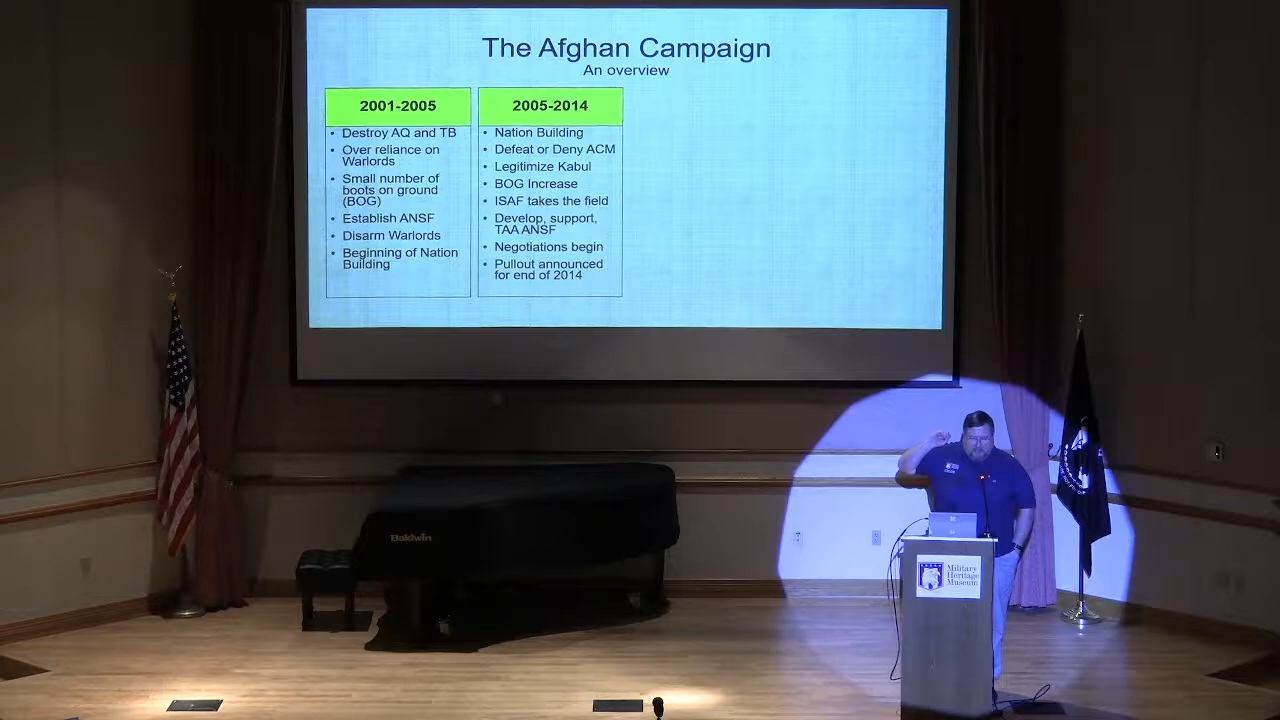 The Afghan Campaign
An overview
2001-2005
• Destroy AQ and TB
• Over reliance on
Warlords
• Small number of
boots on ground
(BOG)
• Establish ANSF
• Disarm Warlords
• Beginning of Nation
Building
2005-2014
• Nation Building
• Defeat or Deny ACM
• Legitimize Kabul
• BOG Increase
• ISAF takes the field
• Develop, support,
TAA ANSF
• Negotiations begin
• Pullout announced
for end of 2014
Baldwin
Military
Heritage
Museum